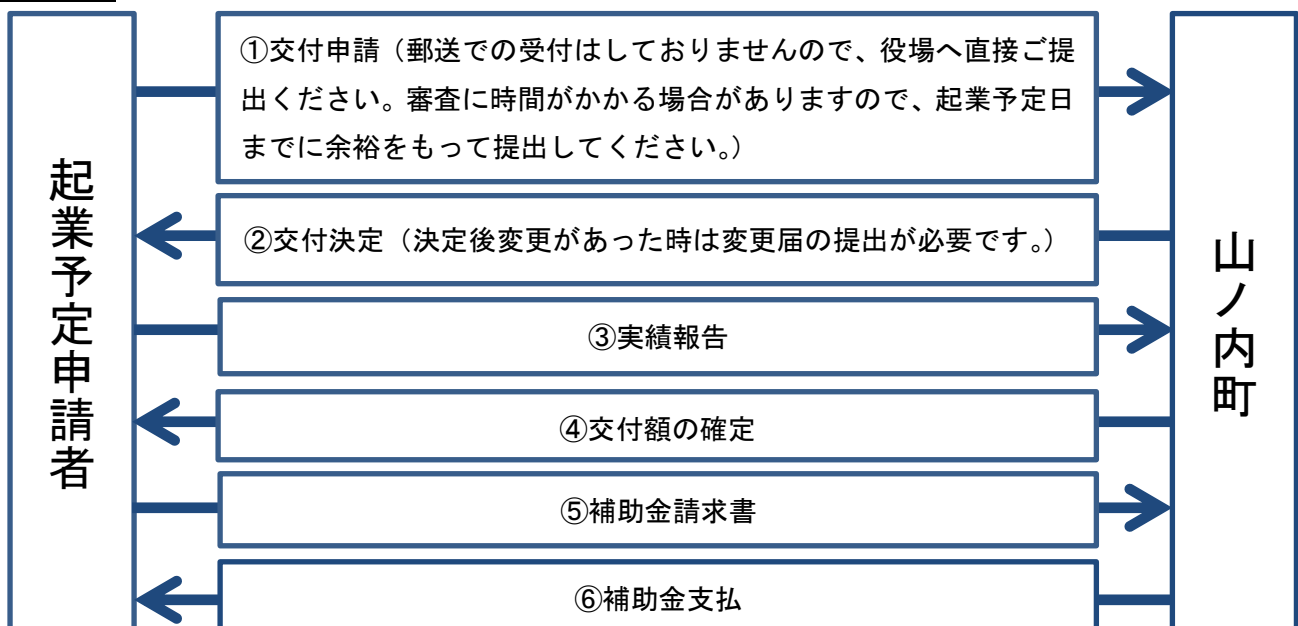 起業予定申請者
①交付申請（郵送での受付はしておりませんので、役場へ直接ご提
出ください。審査に時間がかかる場合がありますので、起業予定日
までに余裕をもって提出してください。）
②交付決定（決定後変更があった時は変更届の提出が必要です。）
③実績報告
④交付額の確定
⑤補助金請求書
⑥補助金支払
山ノ内町